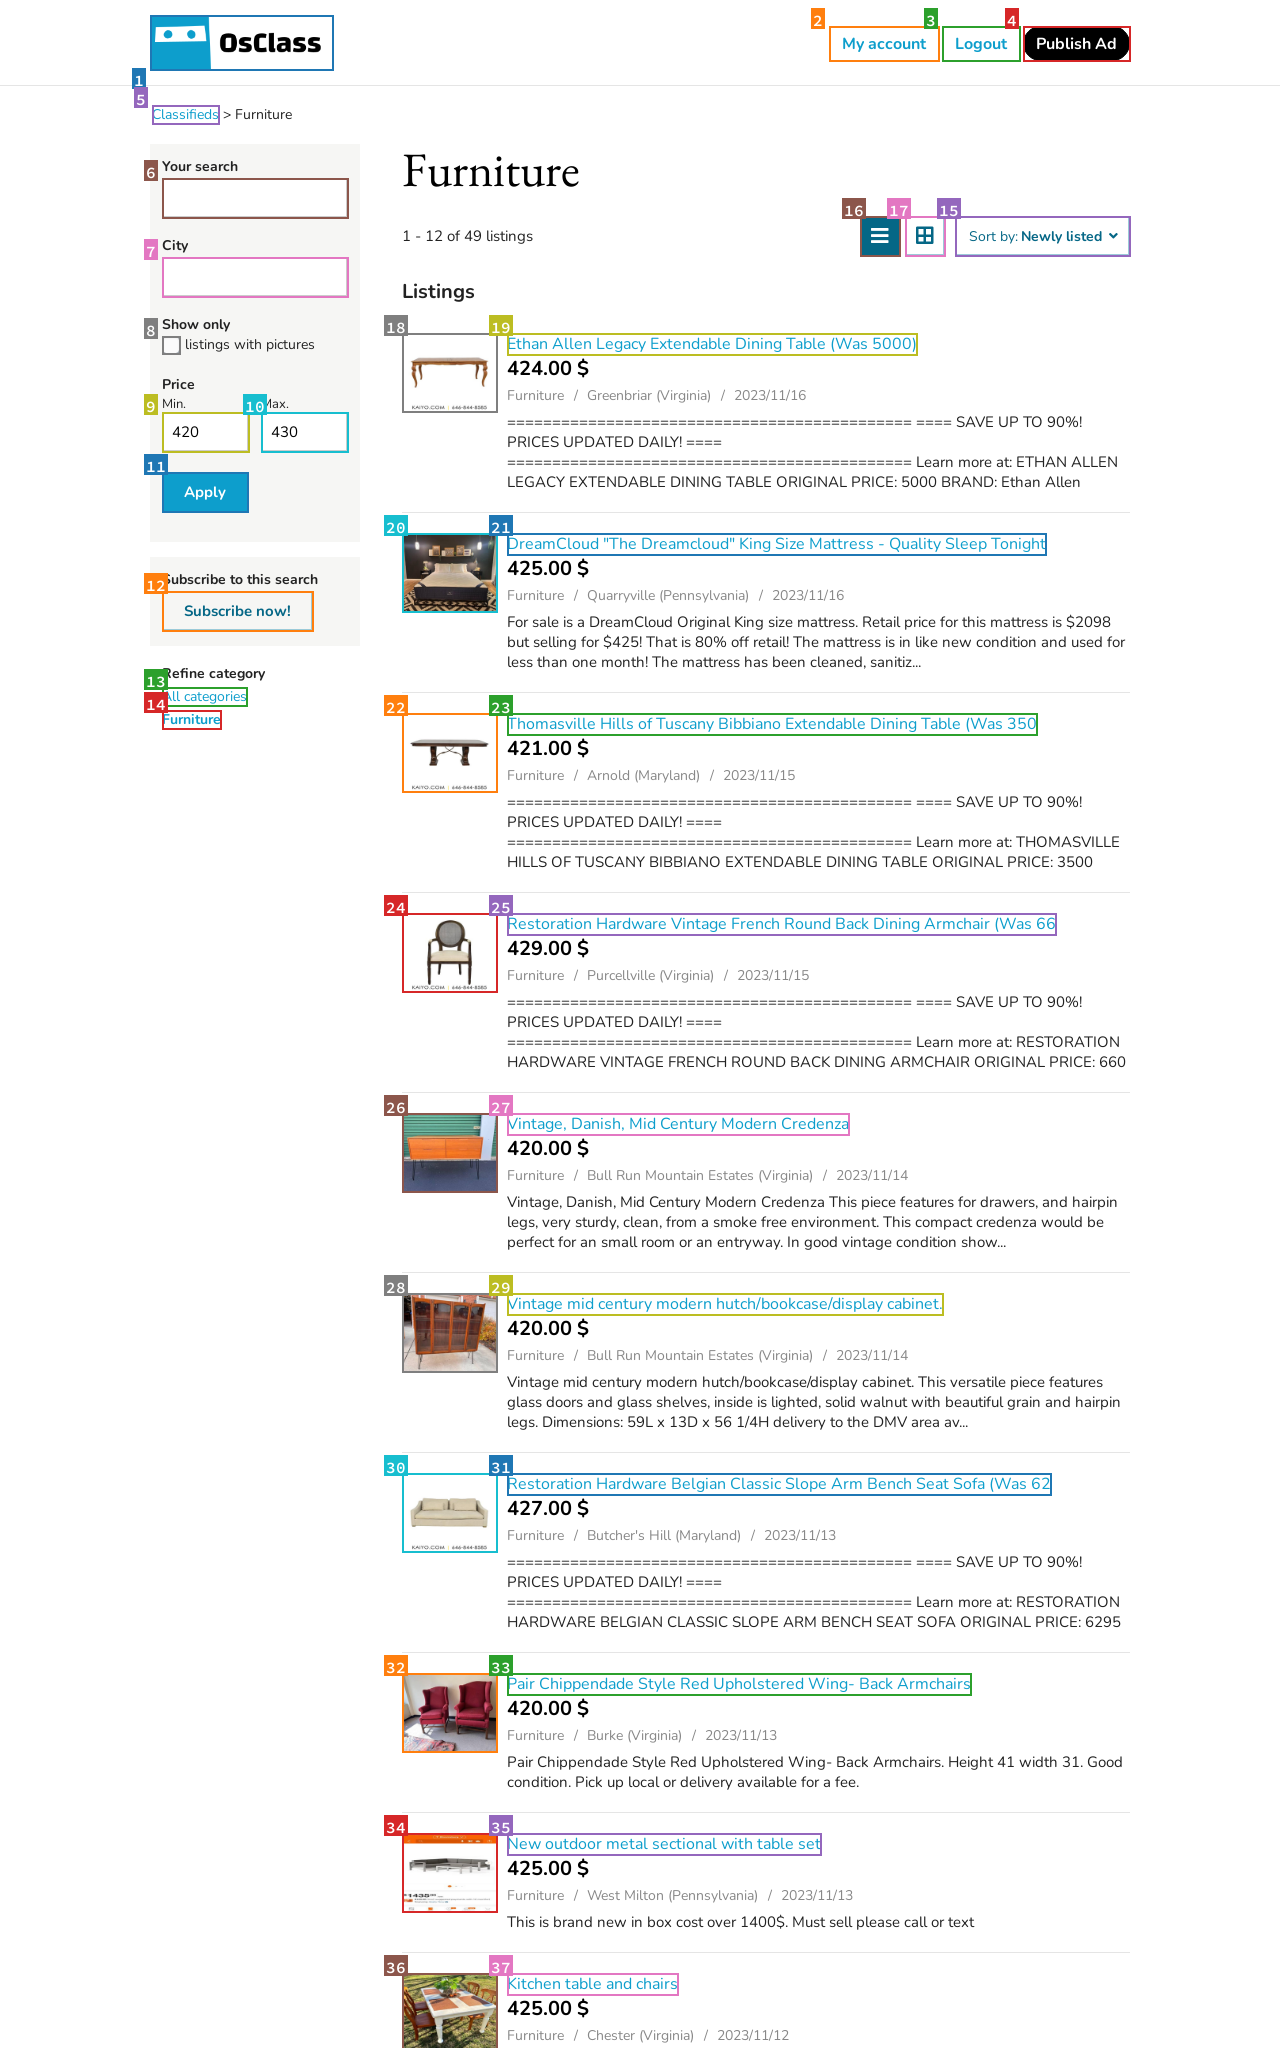 OsClass
2
My account
3
Logout
4
Publish Ad
1
5
Classifieds > Furniture
6
Your search
7
City
8
Show only
listings with pictures
Price
9
Min.
10
Max.
420
430
11
Apply
12
Subscribe to this search
Subscribe now!
13
Refine category
All categories
14
Furniture
Furniture
1 - 12 of 49 listings
16
17
15
Sort by: Newly listed
Listings
18
19
Ethan Allen Legacy Extendable Dining Table (Was 5000)
424.00 $
Furniture / Greenbriar (Virginia) / 2023/11/16
============================================= ==== SAVE UP TO 90%!
PRICES UPDATED DAILY! ====
============================================= Learn more at: ETHAN ALLEN
LEGACY EXTENDABLE DINING TABLE ORIGINAL PRICE: 5000 BRAND: Ethan Allen
KAIYO.COM | 646-844-8585
20
21
DreamCloud "The Dreamcloud" King Size Mattress - Quality Sleep Tonight
425.00 $
Furniture / Quarryville (Pennsylvania) / 2023/11/16
For sale is a DreamCloud Original King size mattress. Retail price for this mattress is $2098
but selling for $425! That is 80% off retail! The mattress is in like new condition and used for
less than one month! The mattress has been cleaned, sanitiz...
22
23
Thomasville Hills of Tuscany Bibbiano Extendable Dining Table (Was 350
421.00 $
Furniture / Arnold (Maryland) / 2023/11/15
============================================= ==== SAVE UP TO 90%!
PRICES UPDATED DAILY! ====
============================================= Learn more at: THOMASVILLE
HILLS OF TUSCANY BIBBIANO EXTENDABLE DINING TABLE ORIGINAL PRICE: 3500
KAIYO.COM | 646-844-8585
24
25
Restoration Hardware Vintage French Round Back Dining Armchair (Was 66
429.00 $
Furniture / Purcellville (Virginia) / 2023/11/15
============================================= ==== SAVE UP TO 90%!
PRICES UPDATED DAILY! ====
============================================= Learn more at: RESTORATION
HARDWARE VINTAGE FRENCH ROUND BACK DINING ARMCHAIR ORIGINAL PRICE: 660
KAIYO.COM | 646-844-8585
26
27
Vintage, Danish, Mid Century Modern Credenza
420.00 $
Furniture / Bull Run Mountain Estates (Virginia) / 2023/11/14
Vintage, Danish, Mid Century Modern Credenza This piece features for drawers, and hairpin
legs, very sturdy, clean, from a smoke free environment. This compact credenza would be
perfect for an small room or an entryway. In good vintage condition show...
28
29
Vintage mid century modern hutch/bookcase/display cabinet.
420.00 $
Furniture / Bull Run Mountain Estates (Virginia) / 2023/11/14
Vintage mid century modern hutch/bookcase/display cabinet. This versatile piece features
glass doors and glass shelves, inside is lighted, solid walnut with beautiful grain and hairpin
legs. Dimensions: 59L x 13D x 56 1/4H delivery to the DMV area av...
30
31
Restoration Hardware Belgian Classic Slope Arm Bench Seat Sofa (Was 62
427.00 $
Furniture / Butcher's Hill (Maryland) / 2023/11/13
============================================= ==== SAVE UP TO 90%!
PRICES UPDATED DAILY! ====
============================================= Learn more at: RESTORATION
HARDWARE BELGIAN CLASSIC SLOPE ARM BENCH SEAT SOFA ORIGINAL PRICE: 6295
KAIYO.COM | 646-844-8585
32
33
Pair Chippendade Style Red Upholstered Wing- Back Armchairs
420.00 $
Furniture / Burke (Virginia) / 2023/11/13
Pair Chippendade Style Red Upholstered Wing- Back Armchairs. Height 41 width 31. Good
condition. Pick up local or delivery available for a fee.
34
35
New outdoor metal sectional with table set
425.00 $
Furniture / West Milton (Pennsylvania) / 2023/11/13
This is brand new in box cost over 1400$. Must sell please call or text
36
37
Kitchen table and chairs
425.00 $
Furniture / Chester (Virginia) / 2023/11/12